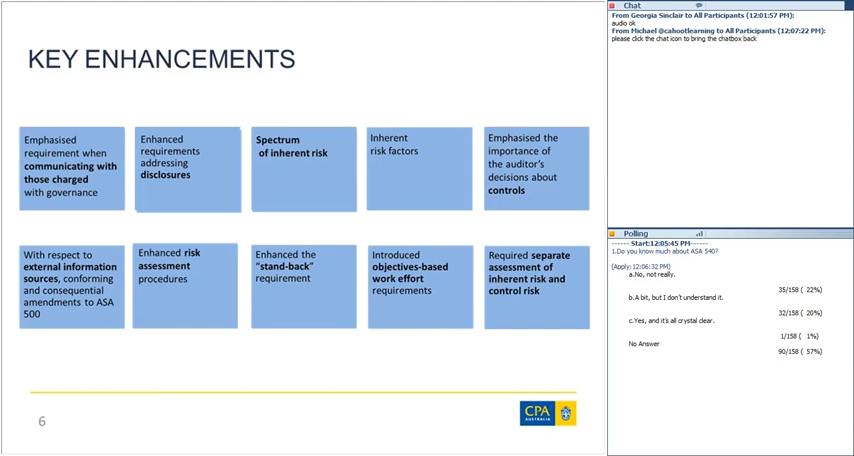 KEY ENHANCEMENTS
Emphasised
requirement when
communicating with
those charged
with governance
Enhanced
requirements
addressing
disclosures
Spectrum
of inherent risk
Inherent
risk factors
Emphasised the
importance of
the auditor's
decisions about
controls
With respect to
external information
sources, conforming
and consequential
amendments to ASA
500
Enhanced risk
assessment
procedures
Enhanced the
"stand-back"
requirement
Introduced
objectives-based
work effort
requirements
Required separate
assessment of
inherent risk and
control risk
6
CPA
AUSTRALIA
Chat
From Georgia Sinclair to All Participants (12:01:57 PM):
audio ok
From Michael @cahootlearning to All Participants (12:07:22 PM):
please click the chat icon to bring the chatbox back
Polling
------ Start:12:05:45 PM------
1.Do you know much about ASA 540?
(Apply:12:06:32 PM)
a.No, not really.
35/158 ( 22%)
b.A bit, but I don't understand it.
32/158 ( 20%)
c.Yes, and it's all crystal clear.
1/158 ( 1%)
No Answer
90/158 ( 57%)